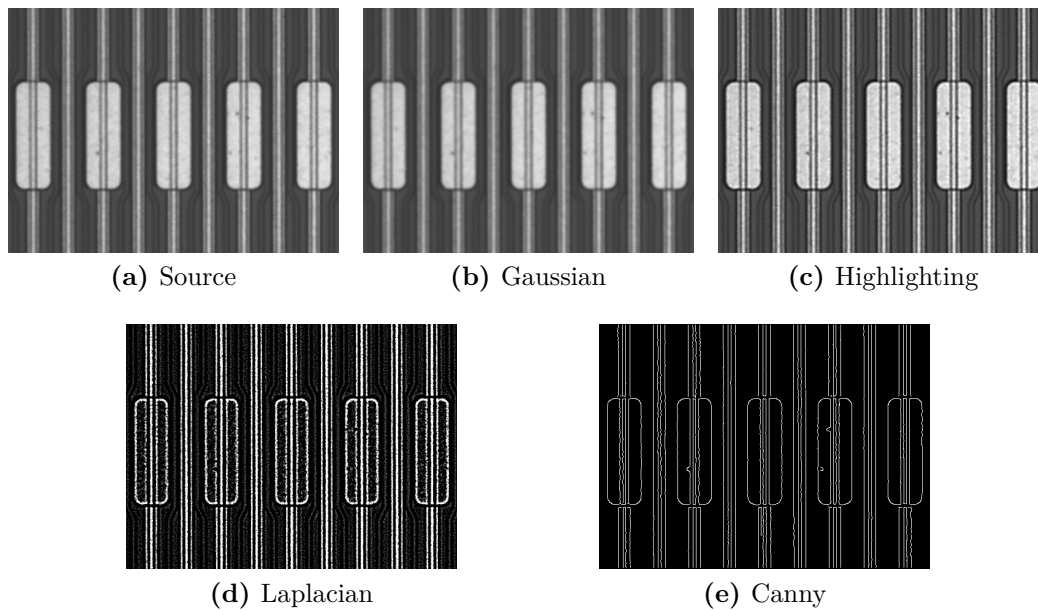 (a) Source
(b) Gaussian
(c) Highlighting
(d) Laplacian
(e) Canny